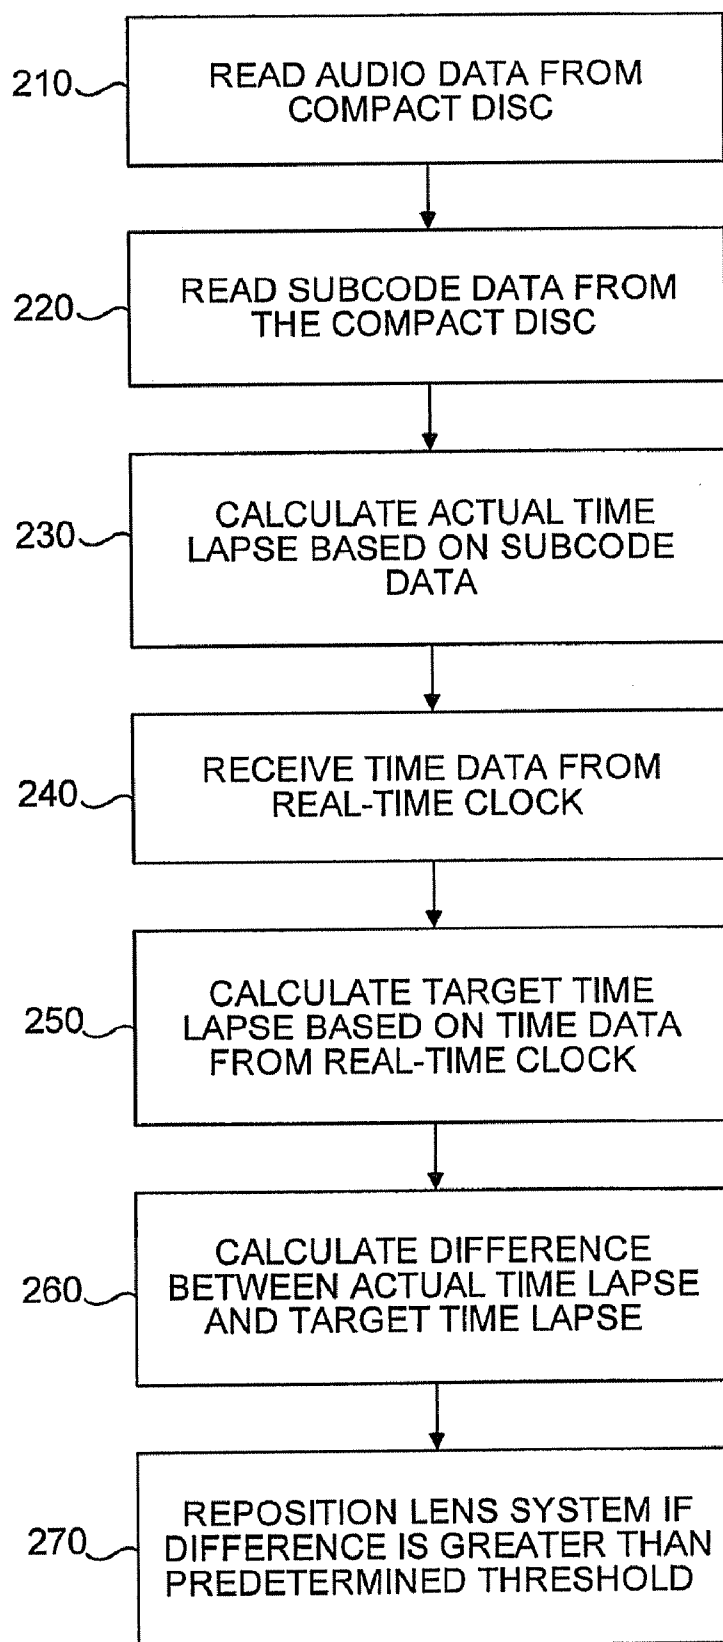 210
READ AUDIO DATA FROM
COMPACT DISC
220
READ SUBCODE DATA FROM
THE COMPACT DISC
230
CALCULATE ACTUAL TIME
LAPSE BASED ON SUBCODE
DATA
240
RECEIVE TIME DATA FROM
REAL-TIME CLOCK
250
CALCULATE TARGET TIME
LAPSE BASED ON TIME DATA
FROM REAL-TIME CLOCK
260
CALCULATE DIFFERENCE
BETWEEN ACTUAL TIME LAPSE
AND TARGET TIME LAPSE
270
REPOSITION LENS SYSTEM IF
DIFFERENCE IS GREATER THAN
PREDETERMINED THRESHOLD